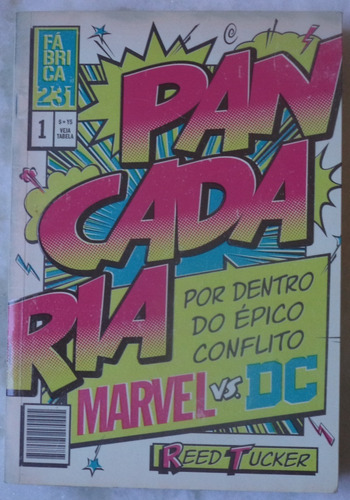 FÁ
BRI
CA
231
1
$ = 15
VEJA
TABELA
PAN
CADA
RIA
POR DENTRO
DO ÉPICO
CONFLITO
MARVEL VS. DC
REED TUCKER